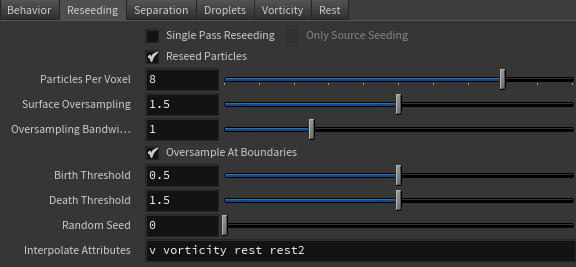 Behavior Reseeding Separation Droplets Vorticity Rest
Single Pass Reseeding Only Source Seeding
Reseed Particles
Particles Per Voxel 8
Surface Oversampling 1.5
Oversampling Bandwi... 1
Oversample At Boundaries
Birth Threshold 0.5
Death Threshold 1.5
Random Seed 0
Interpolate Attributes v vorticity rest rest2